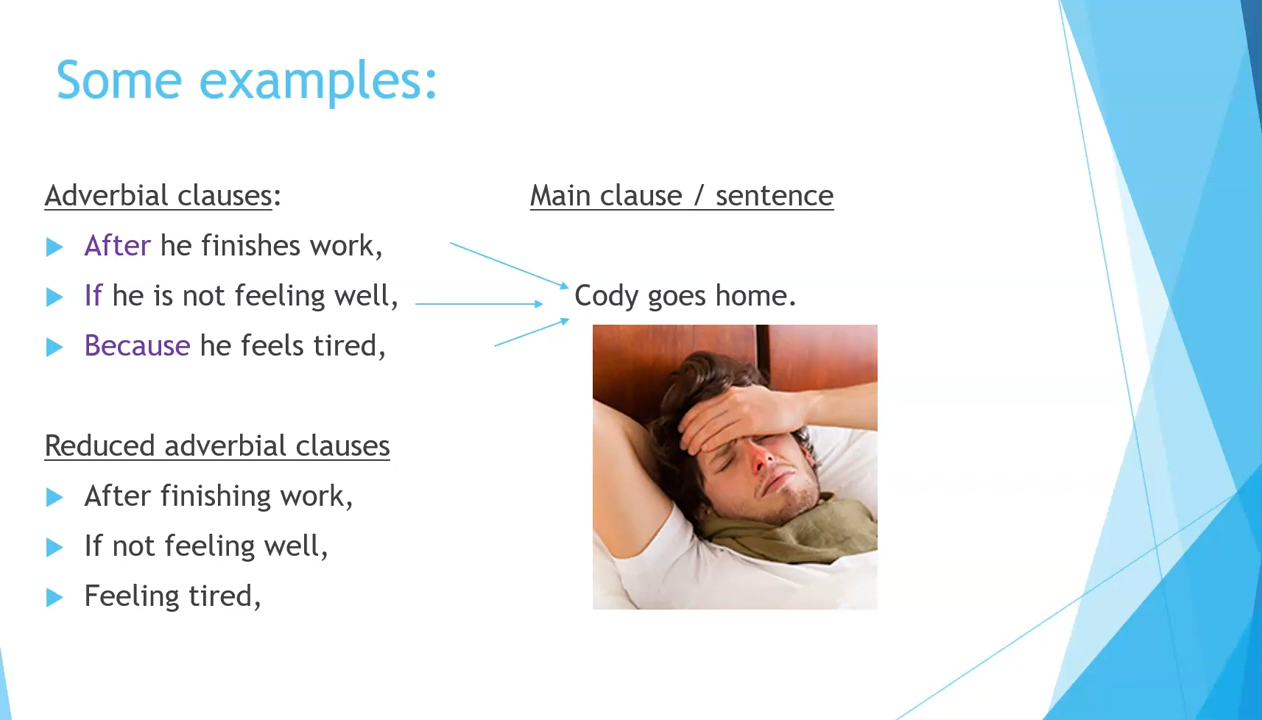 Some examples:
Adverbial clauses:
After he finishes work,
If he is not feeling well,
Because he feels tired,
Main clause / sentence
Cody goes home.
Reduced adverbial clauses
After finishing work,
If not feeling well,
Feeling tired,